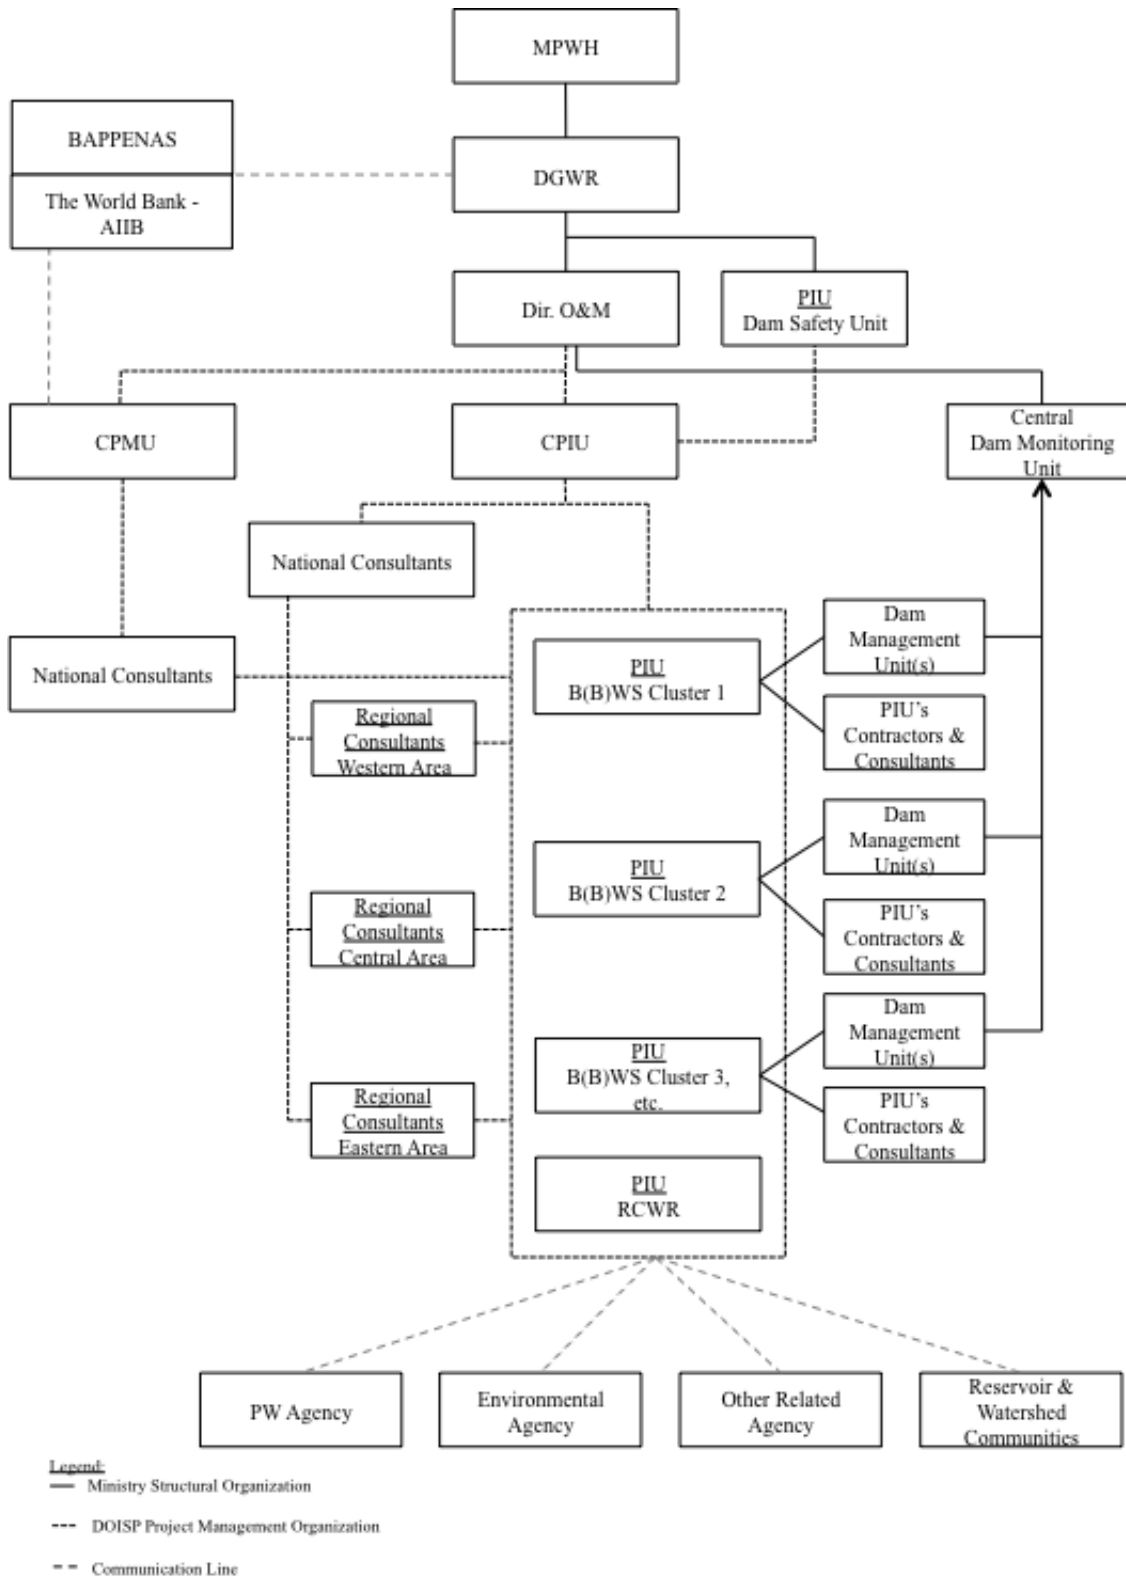 MPWH
BAPPENAS
The World Bank -
AIIB
DGWR
Dir. O&M
PIU
Dam Safety Unit
CPMU
CPIU
Central
Dam Monitoring
Unit
National Consultants
National Consultants
PIU
B(B)WS Cluster 1
Dam
Management
Unit(s)
PIU's
Contractors &
Consultants
Regional
Consultants
Western Area
PIU
B(B)WS Cluster 2
Dam
Management
Unit(s)
PIU's
Contractors &
Consultants
Regional
Consultants
Central Area
PIU
B(B)WS Cluster 3,
etc.
Dam
Management
Unit(s)
PIU's
Contractors &
Consultants
Regional
Consultants
Eastern Area
PIU
RCWR
PW Agency
Environmental
Agency
Other Related
Agency
Reservoir &
Watershed
Communities
Legend:
Ministry Structural Organization
DOISP Project Management Organization
Communication Line